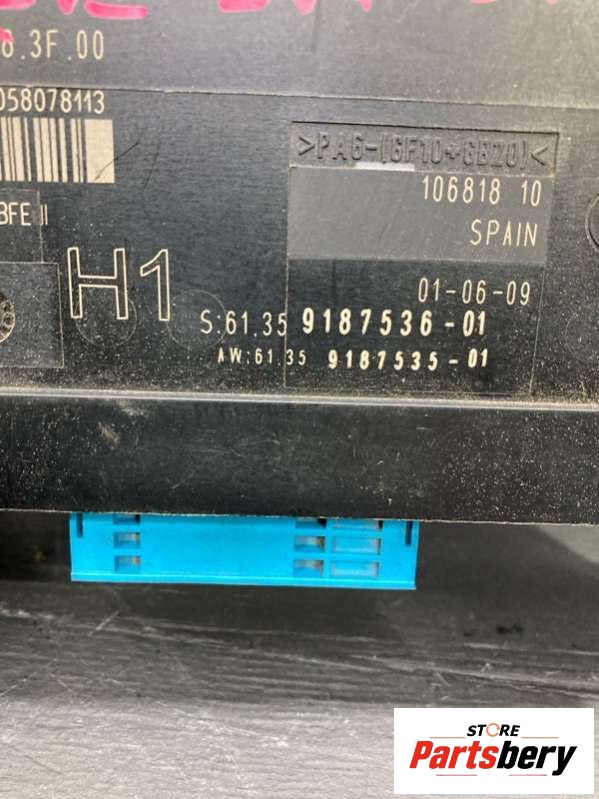 8.3F.00
058078113
>PA6-(GF10+GB20)<
106818 10
SPAIN
BFE II
H1
01-06-09
S:61.35 9187536-01
AW:61.35 9187535-01
STORE
Partsbery